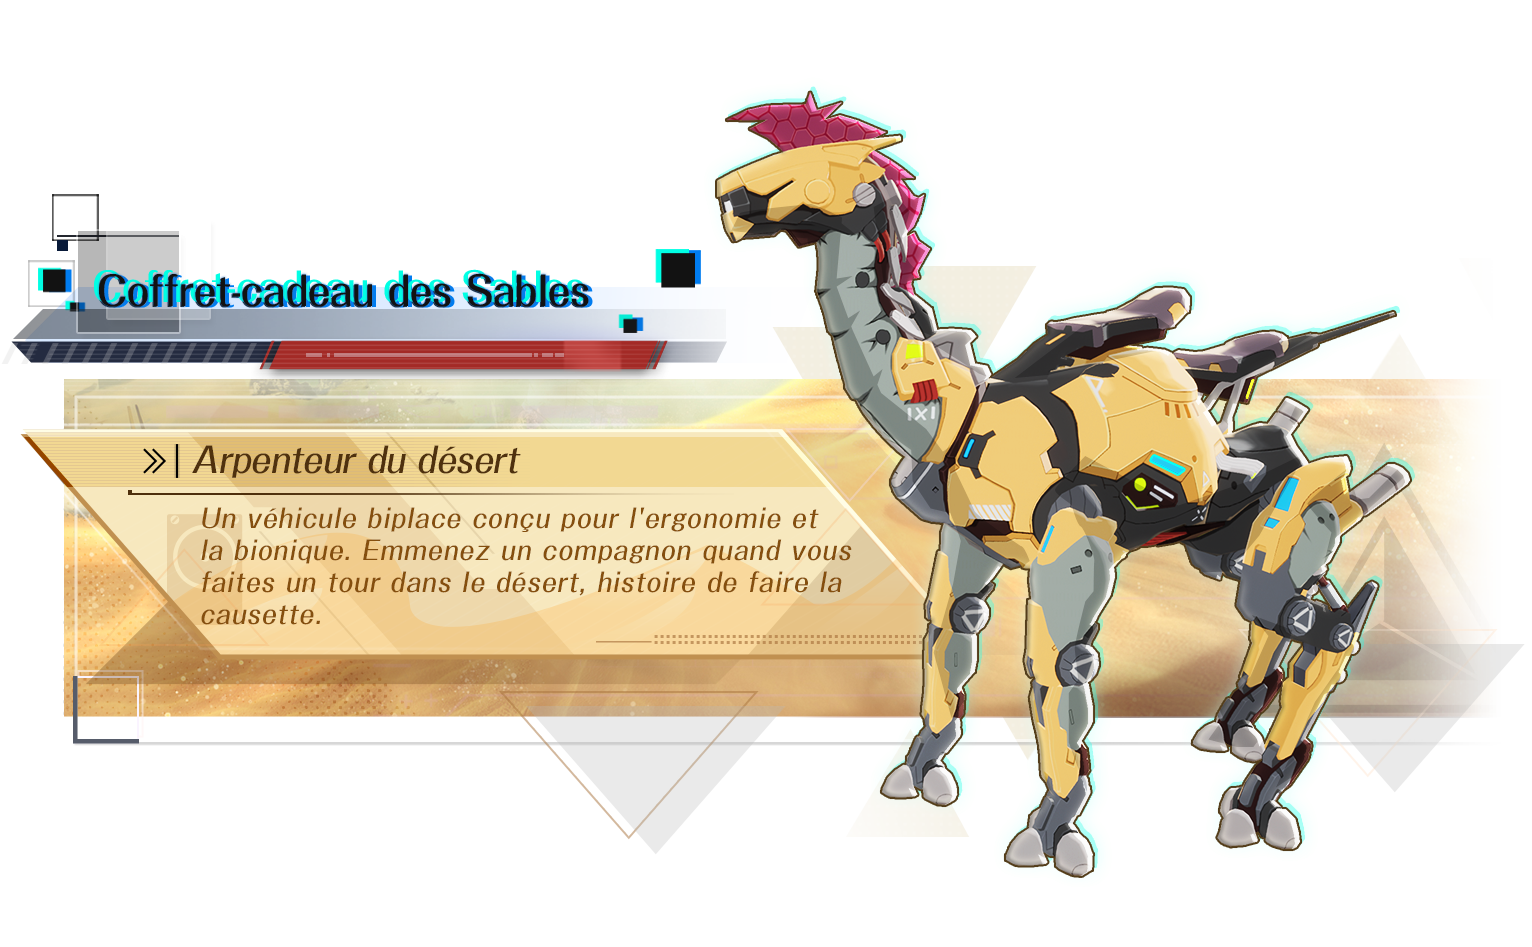 Coffret-cadeau des Sables
Arpenteur du désert
Un véhicule biplace conçu pour l'ergonomie et
la bionique. Emmenez un compagnon quand vous
faites un tour dans le désert, histoire de faire la
causette.